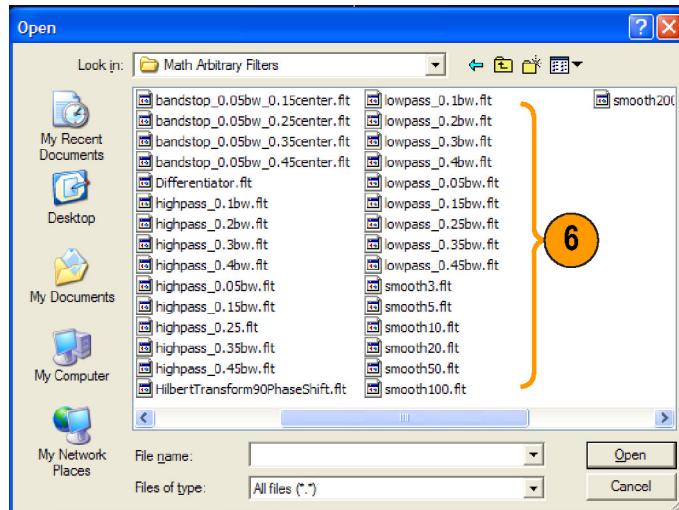 Open
Look in:
Math Arbitrary Filters
My Recent
Documents
Desktop
My Documents
My Computer
My Network
Places
bandstop_0.05bw_0.15center.flt
bandstop_0.05bw_0.25center.flt
bandstop_0.05bw_0.35center.flt
bandstop_0.05bw_0.45center.flt
Differentiator.flt
highpass_0.1bw.flt
highpass_0.2bw.flt
highpass_0.3bw.flt
highpass_0.4bw.flt
highpass_0.05bw.flt
highpass_0.15bw.flt
highpass_0.25.flt
highpass_0.35bw.flt
highpass_0.45bw.flt
HilbertTransform90PhaseShift.flt
lowpass_0.1bw.flt
lowpass_0.2bw.flt
lowpass_0.3bw.flt
lowpass_0.4bw.flt
lowpass_0.05bw.flt
lowpass_0.15bw.flt
lowpass_0.25bw.flt
lowpass_0.35bw.flt
lowpass_0.45bw.flt
smooth3.flt
smooth5.flt
smooth10.flt
smooth20.flt
smooth50.flt
smooth100.flt
6
smooth200
File name:
Open
Files of type:
All files (*.*)
Cancel